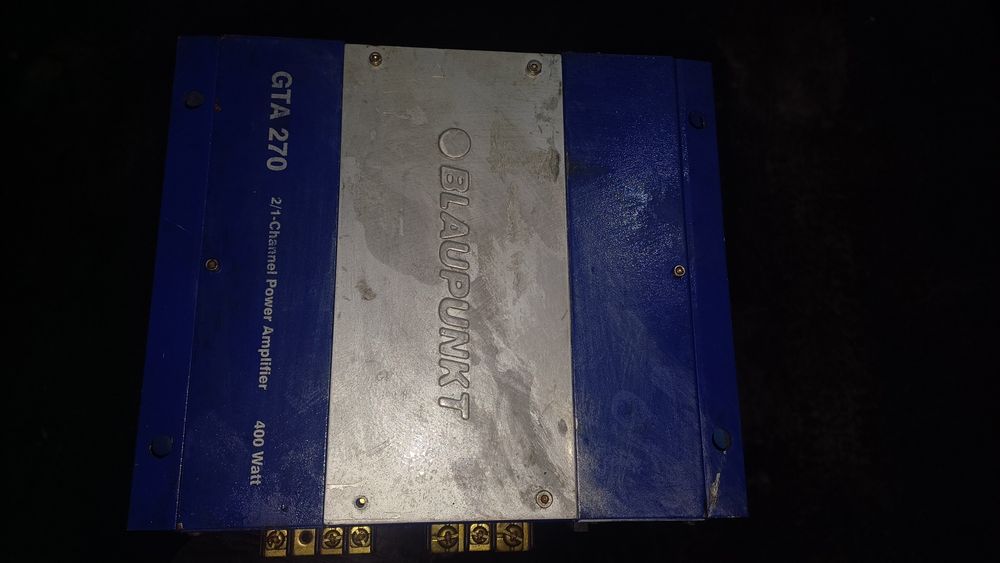 GTA 270 2/1-Channel Power Amplifier 400 Watt
BLAUPUNKT